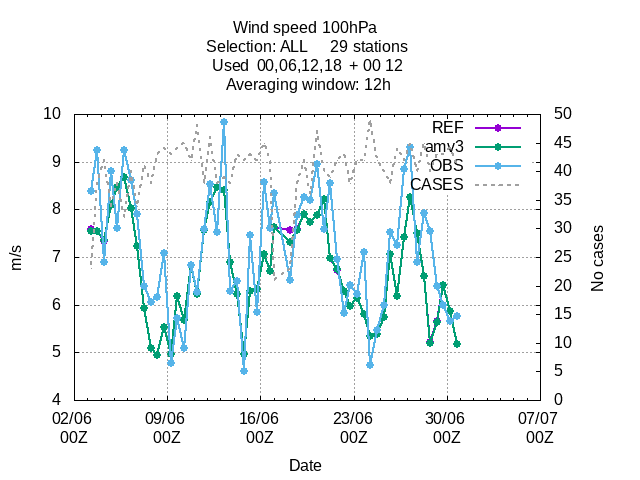 Wind speed 100hPa
Selection: ALL     29 stations
Used  00,06,12,18  + 00 12
Averaging window: 12h
10 50
REF
45
amv3
9
OBS
40
CASES
35
8
30
m/s
7
No cases
25
20
6
15
10
5
5
4 0
02/06 09/06 16/06 23/06 30/06 07/07
00Z 00Z 00Z 00Z 00Z 00Z
Date